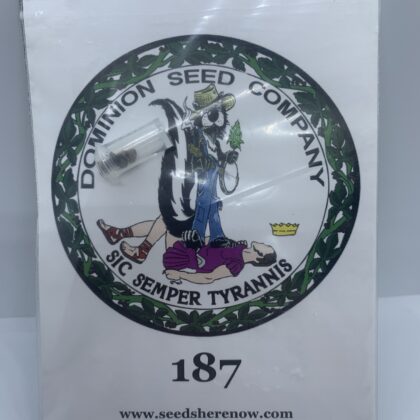 DOMINION SEED COMPANY
SIC SEMPER TYRANNIS
187
www.seedsherenow.com